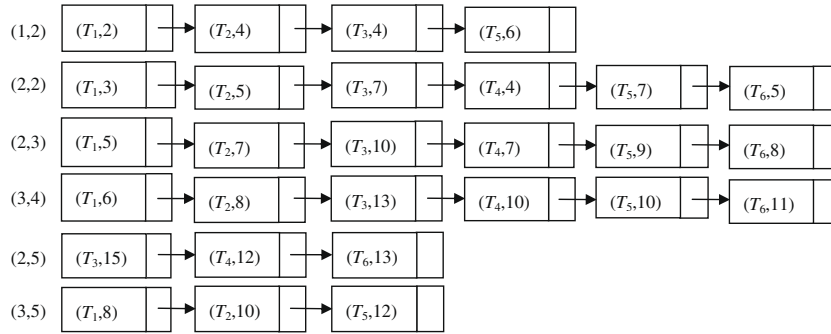 (1,2) (T1,2) (T2,4) (T3,4) (T5,6)
(2,2) (T1,3) (T2,5) (T3,7) (T4,4) (T5,7) (T6,5)
(2,3) (T1,5) (T2,7) (T3,10) (T4,7) (T5,9) (T6,8)
(3,4) (T1,6) (T2,8) (T3,13) (T4,10) (T5,10) (T6,11)
(2,5) (T3,15) (T4,12) (T6,13)
(3,5) (T1,8) (T2,10) (T5,12)